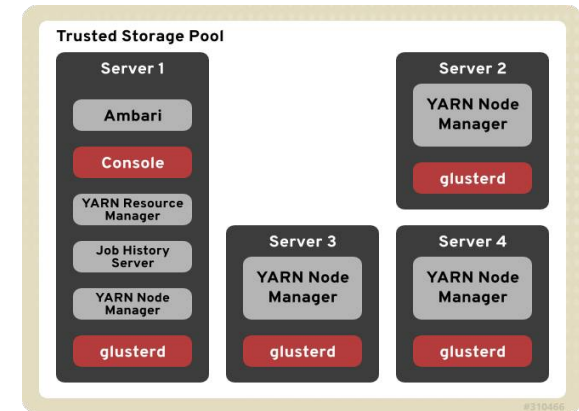 Trusted Storage Pool
Server 1
Ambari
Console
YARN Resource
Manager
Job History
Server
YARN Node
Manager
glusterd
Server 2
YARN Node
Manager
glusterd
Server 3
YARN Node
Manager
glusterd
Server 4
YARN Node
Manager
glusterd
#310466